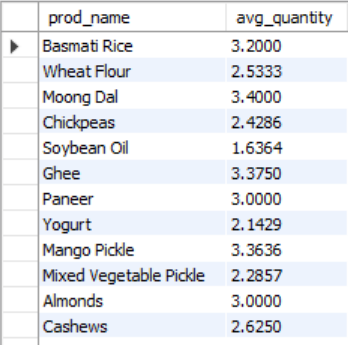 prod_name avg_quantity
Basmati Rice 3.2000
Wheat Flour 2.5333
Moong Dal 3.4000
Chickpeas 2.4286
Soybean Oil 1.6364
Ghee 3.3750
Paneer 3.0000
Yogurt 2.1429
Mango Pickle 3.3636
Mixed Vegetable Pickle 2.2857
Almonds 3.0000
Cashews 2.6250